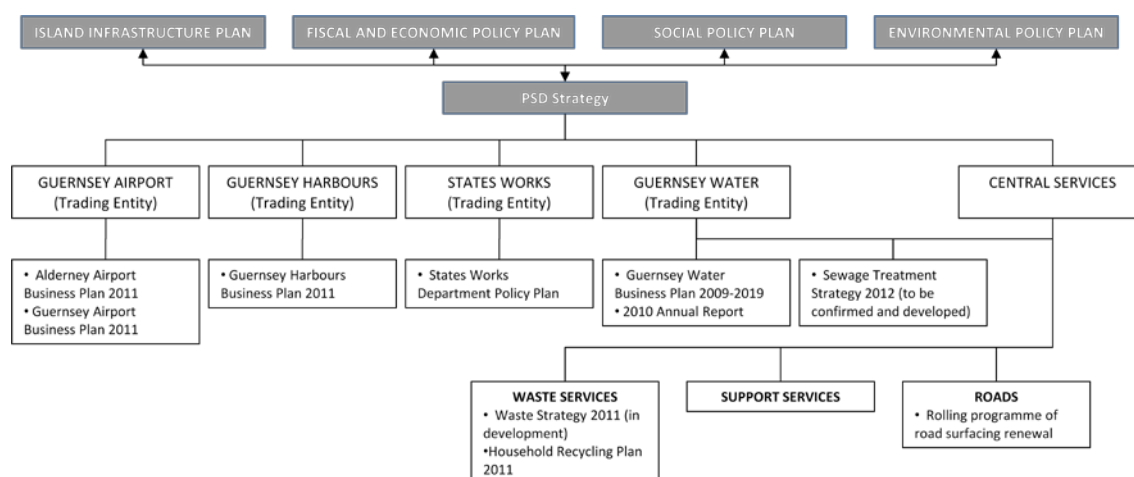 ISLAND INFRASTRUCTURE PLAN
FISCAL AND ECONOMIC POLICY PLAN
SOCIAL POLICY PLAN
ENVIRONMENTAL POLICY PLAN
PSD Strategy
GUERNSEY AIRPORT
(Trading Entity)
GUERNSEY HARBOURS
(Trading Entity)
STATES WORKS
(Trading Entity)
GUERNSEY WATER
(Trading Entity)
CENTRAL SERVICES
• Alderney Airport
Business Plan 2011
• Guernsey Airport
Business Plan 2011
• Guernsey Harbours
Business Plan 2011
• States Works
Department Policy Plan
• Guernsey Water
Business Plan 2009-2019
• 2010 Annual Report
• Sewage Treatment
Strategy 2012 (to be
confirmed and developed)
WASTE SERVICES
• Waste Strategy 2011 (in
development)
•Household Recycling Plan
2011
SUPPORT SERVICES
ROADS
• Rolling programme of
road surfacing renewal